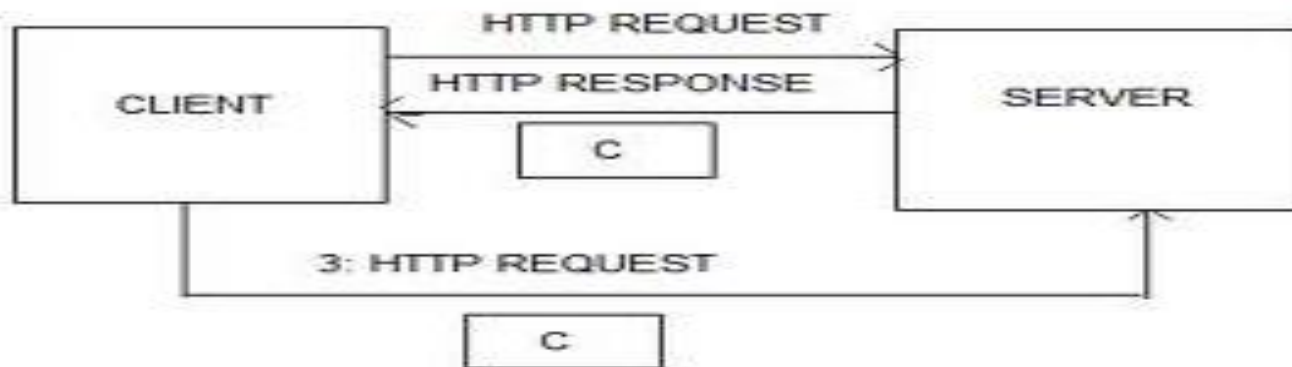 HTTP REQUEST
HTTP RESPONSE
CLIENT
SERVER
C
3: HTTP REQUEST
C